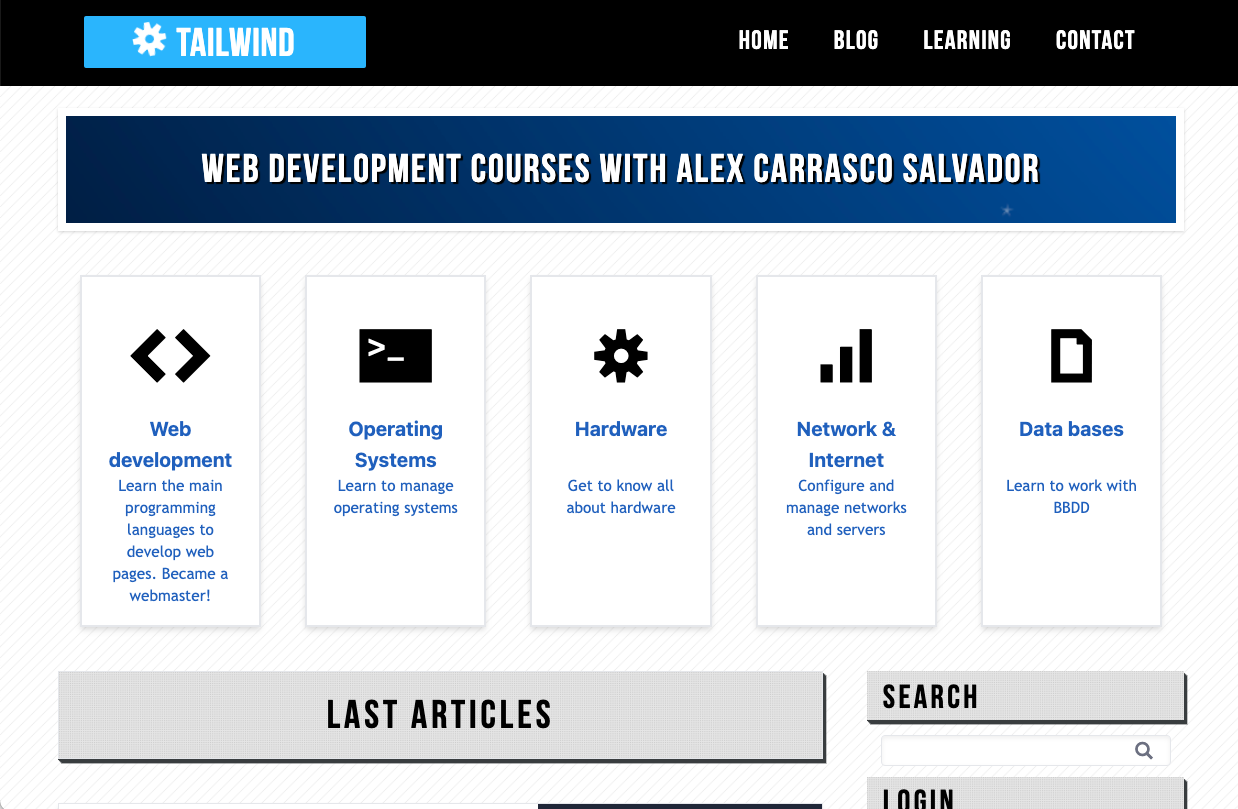 TAILWIND
HOME BLOG LEARNING CONTACT
WEB DEVELOPMENT COURSES WITH ALEX CARRASCO SALVADOR
Web
development
Learn the main
programming
languages to
develop web
pages. Became a
webmaster!
>_
Operating
Systems
Learn to manage
operating systems
Hardware
Get to know all
about hardware
Network &
Internet
Configure and
manage networks
and servers
Data bases
Learn to work with
BBDD
LAST ARTICLES
SEARCH
LOGIN